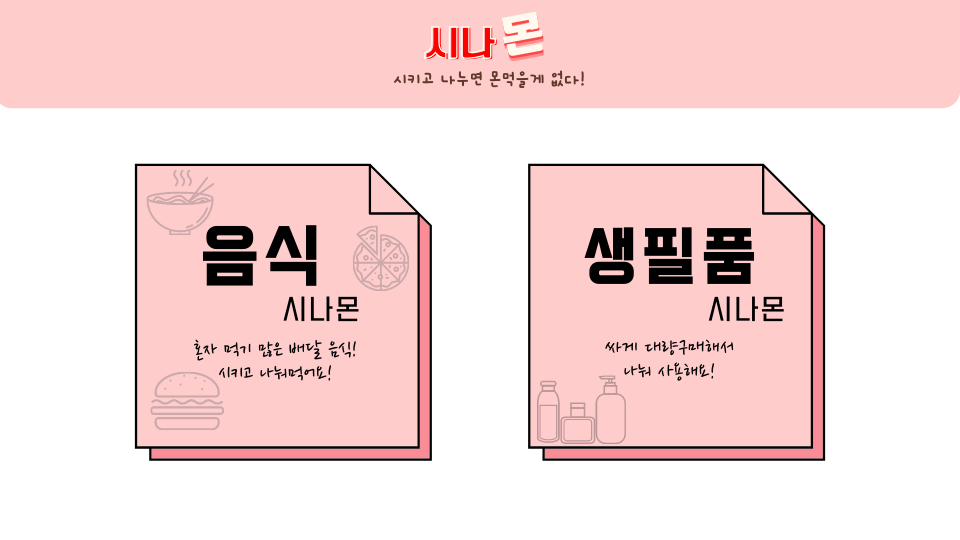 시나몬
시키고 나누면 몬먹을게 없다!
음식
시나몬
혼자 먹기 많은 배달 음식!
시키고 나눠먹어요!
생필품
시나몬
싸게 대량구매해서
나눠 사용해요!